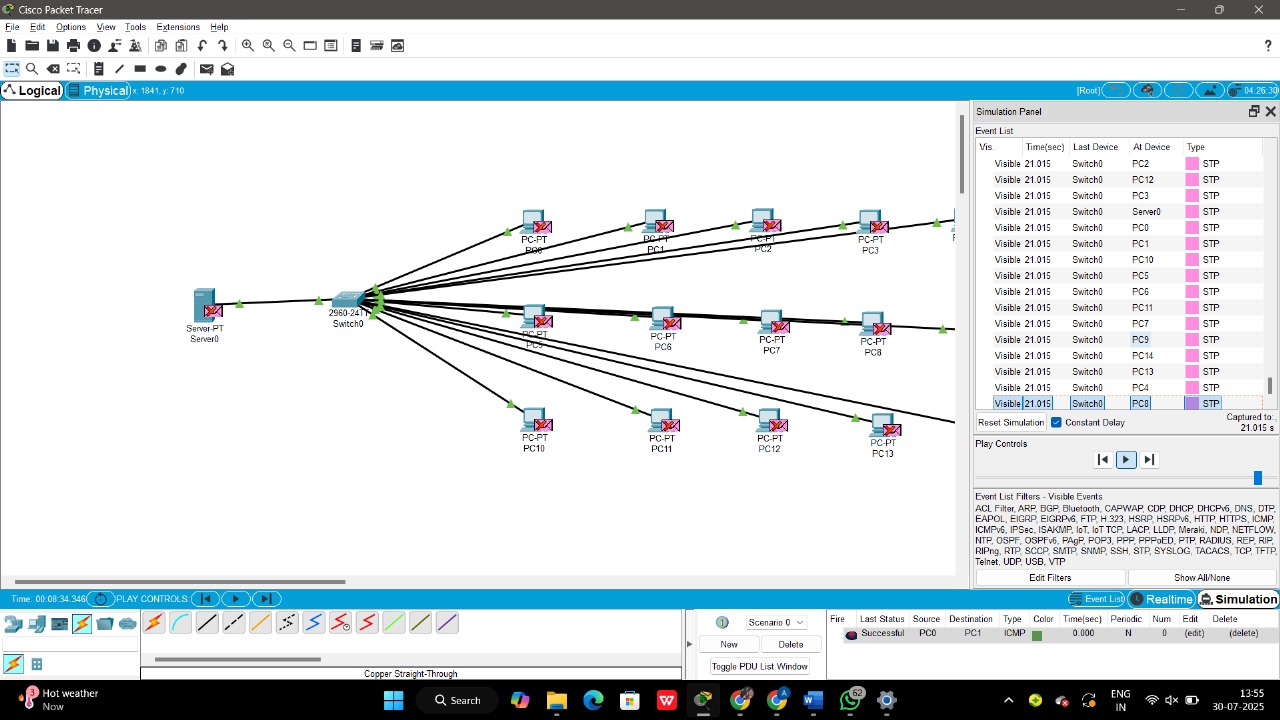 Cisco Packet Tracer
File Edit Options View Tools Extensions Help
?
Logical Physical x: 1841, y: 710 [Root] 04:26:30
Simulation Panel
Event List
Vis. Time(sec) Last Device At Device Type
Visible 21.015 Switch0 PC2 STP
Visible 21.015 Switch0 PC12 STP
Visible 21.015 Switch0 PC3 STP
Visible 21.015 Switch0 Server0 STP
Visible 21.015 Switch0 PC0 STP
Visible 21.015 Switch0 PC1 STP
Visible 21.015 Switch0 PC10 STP
Visible 21.015 Switch0 PC5 STP
Visible 21.015 Switch0 PC6 STP
Visible 21.015 Switch0 PC11 STP
Visible 21.015 Switch0 PC7 STP
Visible 21.015 Switch0 PC9 STP
Visible 21.015 Switch0 PC14 STP
Visible 21.015 Switch0 PC13 STP
Visible 21.015 Switch0 PC4 STP
Visible 21.015 Switch0 PC8 STP
Reset Simulation Constant Delay Captured to:
21.015 s
Play Controls
Event List Filters - Visible Events
ACL Filter, ARP, BGP, Bluetooth, CAPWAP, CDP, DHCP, DHCPv6, DNS, DTP,
EAPOL, EIGRP, EIGRPv6, FTP, H.323, HSRP, HSRPv6, HTTP, HTTPS, ICMP,
ICMPv6, IPSec, ISAKMP, IoT, IoT TCP, LACP, LLDP, Meraki, NDP, NETFLOW,
NTP, OSPF, OSPFv6, PAgP, POP3, PPP, PPPoED, PTP, RADIUS, REP, RIP,
RIPng, RTP, SCCP, SMTP, SNMP, SSH, STP, SYSLOG, TACACS, TCP, TFTP,
Telnet, UDP, USB, VTP
Edit Filters Show All/None
PC-PT
PC0
PC-PT
PC1
PC-PT
PC2
PC-PT
PC3
Server-PT
Server0
2960-24TT
Switch0
PC-PT
PC5
PC-PT
PC6
PC-PT
PC7
PC-PT
PC8
PC-PT
PC10
PC-PT
PC11
PC-PT
PC12
PC-PT
PC13
Time: 00:08:34.346 PLAY CONTROLS: Event List Realtime Simulation
Scenario 0
New Delete
Toggle PDU List Window
Copper Straight-Through
Fire Last Status Source Destination Type Color Time(sec) Periodic Num Edit Delete
Successful PC0 PC1 ICMP 0.000 N 0 (edit) (delete)
3
Hot weather
Now
Search
62
ENG
IN
13:55
30-07-2025